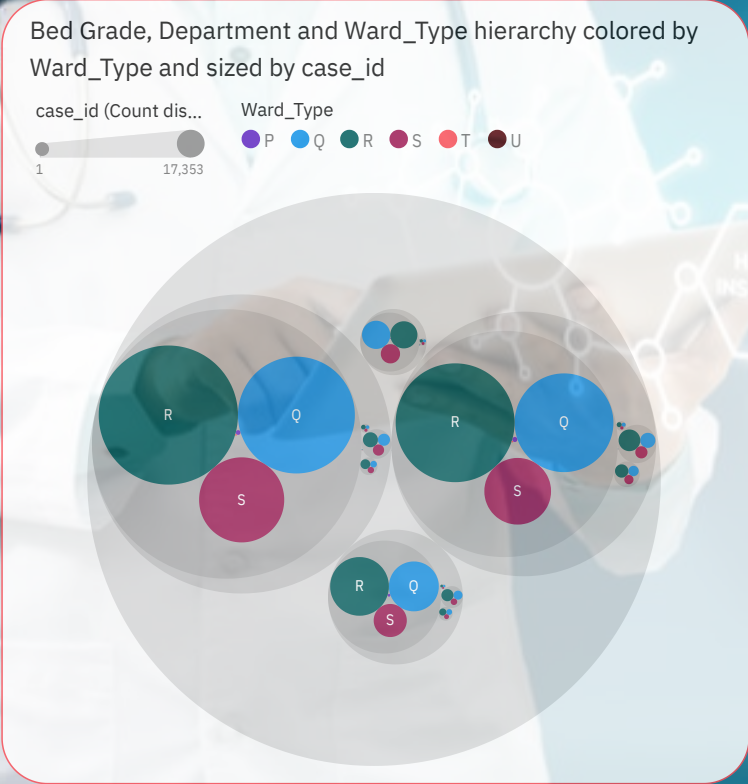 Bed Grade, Department and Ward_Type hierarchy colored by
Ward_Type and sized by case_id
case_id (Count dis...
Ward_Type
P Q R S T U
1 17,353
H
INS
R Q
R Q
S
S
R Q
S